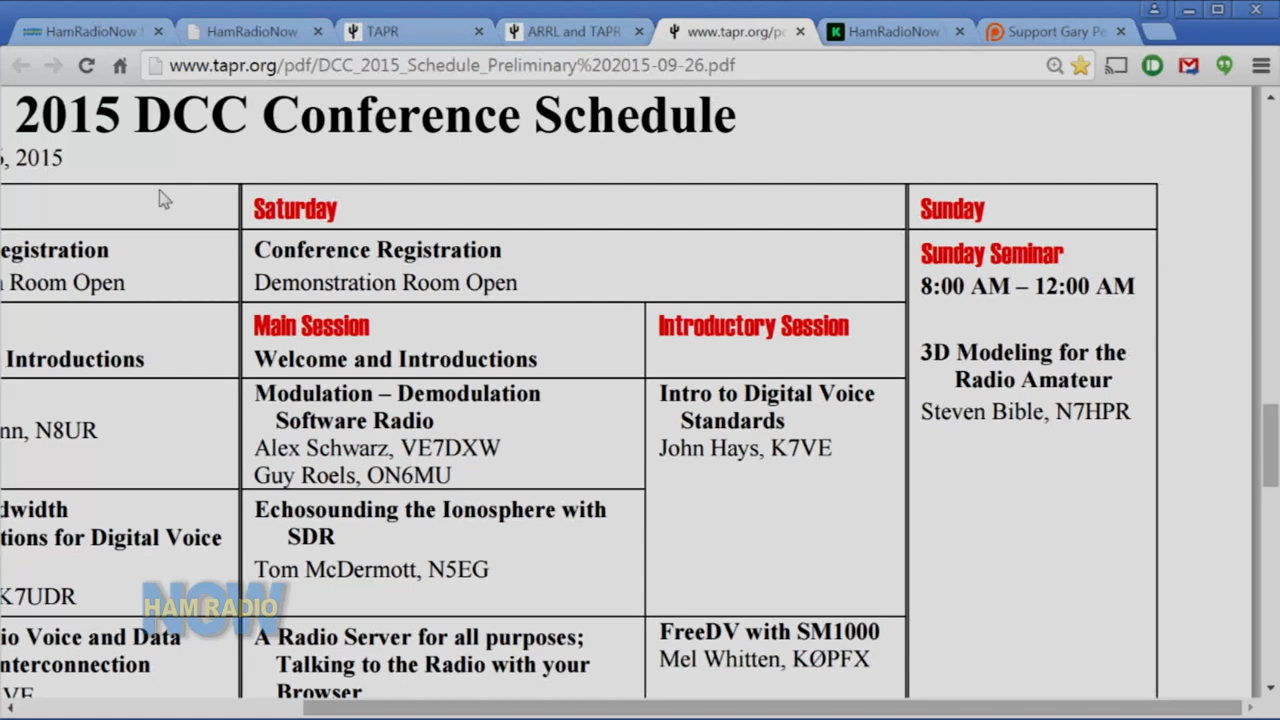 HamRadioNow
HamRadioNow
TAPR
ARRL and TAPR
www.tapr.org/p
HamRadioNow
Support Gary Pe
www.tapr.org/pdf/DCC_2015_Schedule_Preliminary%202015-09-26.pdf
2015 DCC Conference Schedule
, 2015
Saturday
Sunday
egistration
Room Open
Conference Registration
Demonstration Room Open
Sunday Seminar
8:00 AM – 12:00 AM
3D Modeling for the
Radio Amateur
Steven Bible, N7HPR
Introductions
Main Session
Welcome and Introductions
Introductory Session
nn, N8UR
Modulation – Demodulation
Software Radio
Alex Schwarz, VE7DXW
Guy Roels, ON6MU
Intro to Digital Voice
Standards
John Hays, K7VE
dwidth
tions for Digital Voice
K7UDR
Echosounding the Ionosphere with
SDR
Tom McDermott, N5EG
io Voice and Data
nterconnection
VE
A Radio Server for all purposes;
Talking to the Radio with your
Browser
FreeDV with SM1000
Mel Whitten, KØPFX
HAM RADIO
NOW